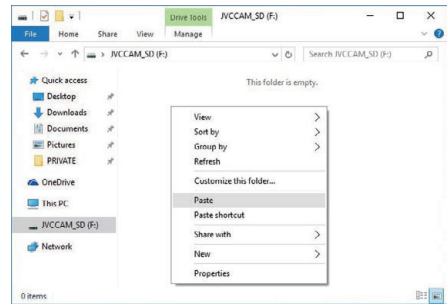 Drive Tools JVCCAM_SD (F:)
File Home Share View Manage
JVCCAM_SD (F:) Search JVCCAM_SD (F:)
Quick access
Desktop
Downloads
Documents
Pictures
PRIVATE
OneDrive
This PC
JVCCAM_SD (F:)
Network
This folder is empty.
View
Sort by
Group by
Refresh
Customize this folder...
Paste
Paste shortcut
Share with
New
Properties
0 items